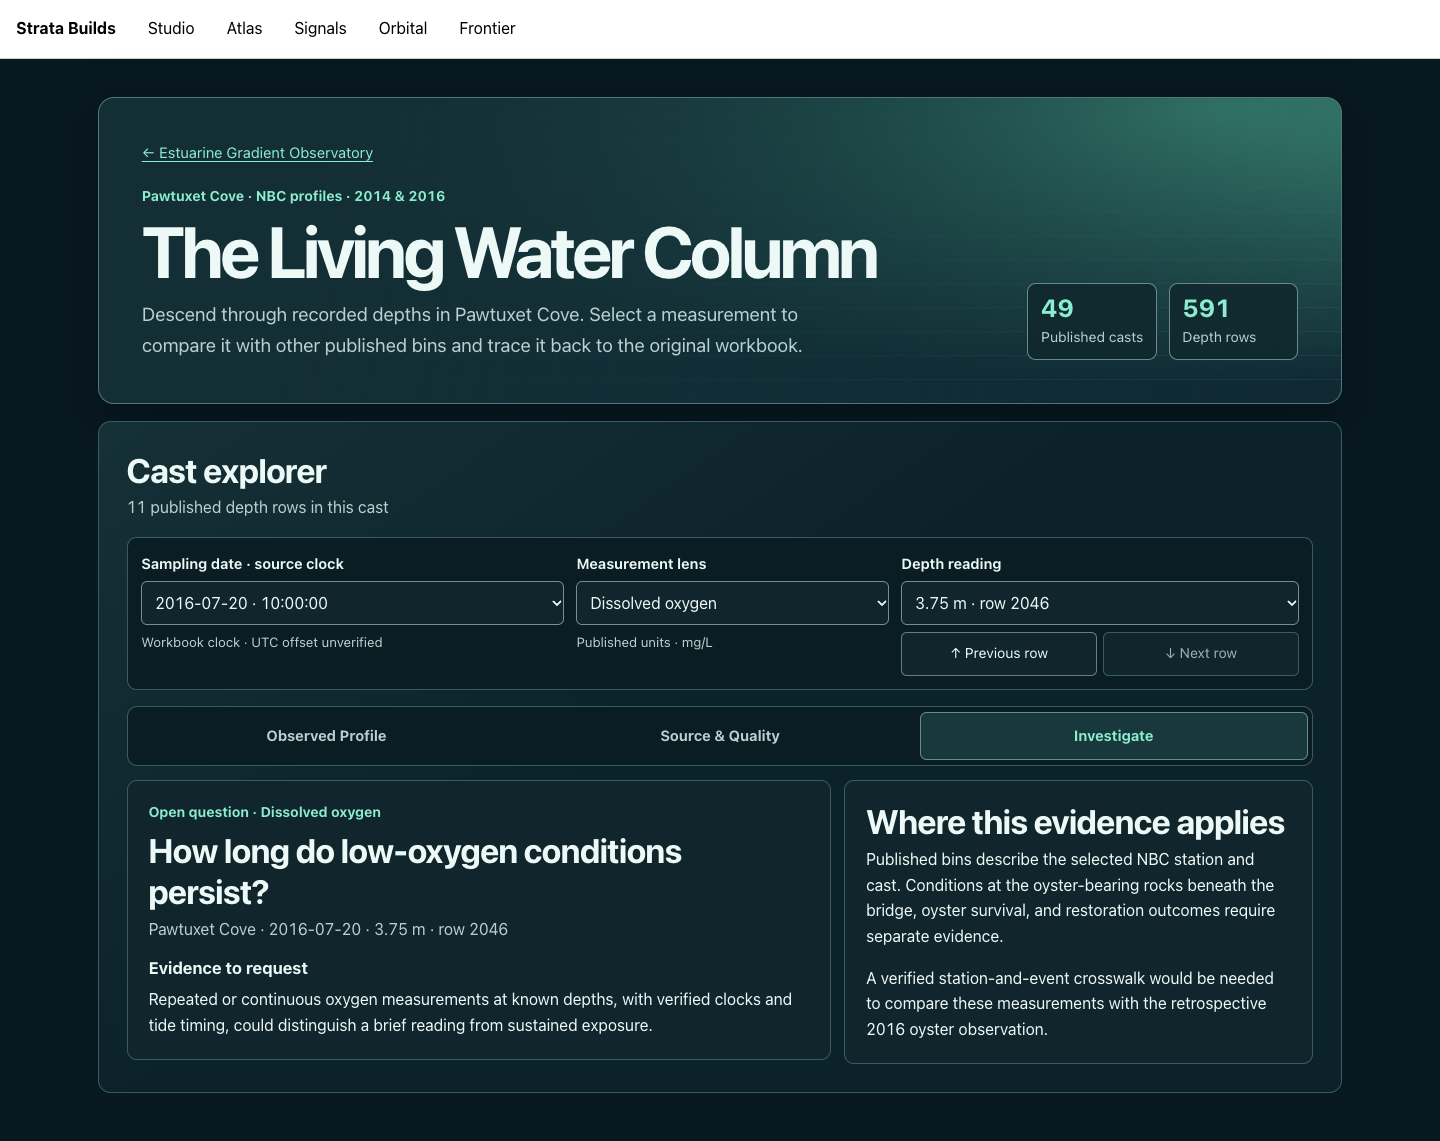 Strata Builds Studio Atlas Signals Orbital Frontier
← Estuarine Gradient Observatory
Pawtuxet Cove · NBC profiles · 2014 & 2016
The Living Water Column
Descend through recorded depths in Pawtuxet Cove. Select a measurement to
compare it with other published bins and trace it back to the original workbook.
49
Published casts
591
Depth rows
Cast explorer
11 published depth rows in this cast
Sampling date · source clock
2016-07-20 · 10:00:00
Workbook clock · UTC offset unverified
Measurement lens
Dissolved oxygen
Published units · mg/L
Depth reading
3.75 m · row 2046
↑ Previous row
↓ Next row
Observed Profile
Source & Quality
Investigate
Open question · Dissolved oxygen
How long do low-oxygen conditions
persist?
Pawtuxet Cove · 2016-07-20 · 3.75 m · row 2046
Evidence to request
Repeated or continuous oxygen measurements at known depths, with verified clocks and
tide timing, could distinguish a brief reading from sustained exposure.
Where this evidence applies
Published bins describe the selected NBC station and
cast. Conditions at the oyster-bearing rocks beneath the
bridge, oyster survival, and restoration outcomes require
separate evidence.
A verified station-and-event crosswalk would be needed
to compare these measurements with the retrospective
2016 oyster observation.